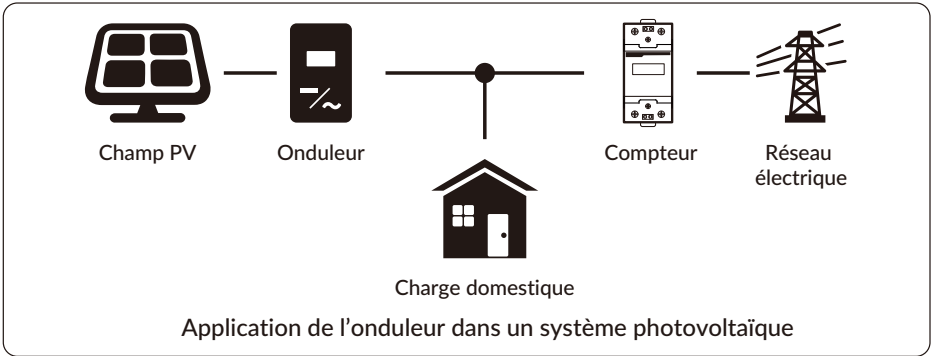 Champ PV
Onduleur
Compteur
Réseau
électrique
Charge domestique
Application de l’onduleur dans un système photovoltaïque